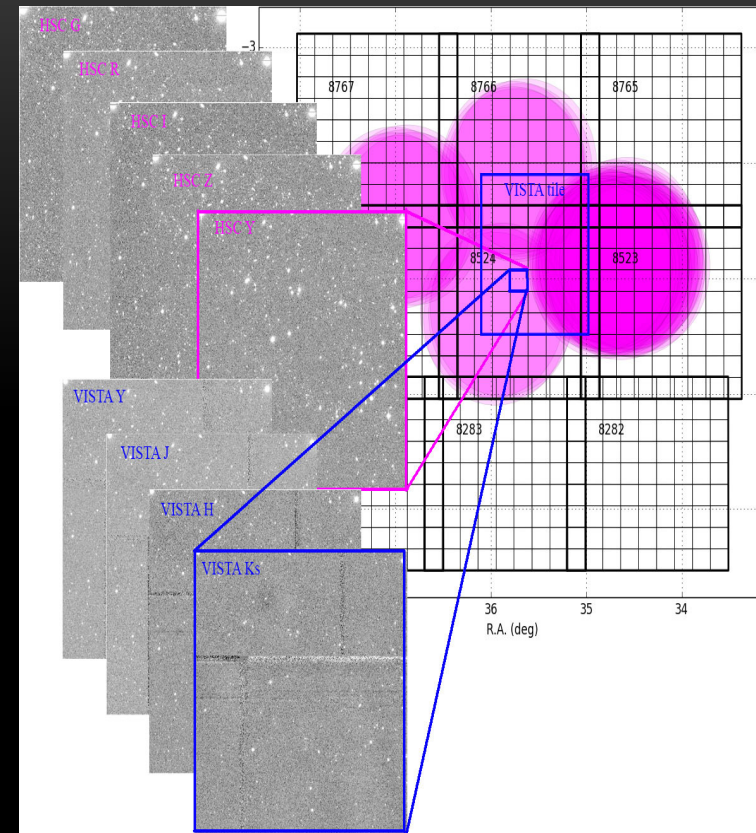 HSC G
HSC R
HSC I
HSC Z
HSC Y
VISTA Y
VISTA J
VISTA H
VISTA Ks
−3
8767
8766
8765
VISTA tile
8524
8523
8283
8282
36
35
34
R.A. (deg)